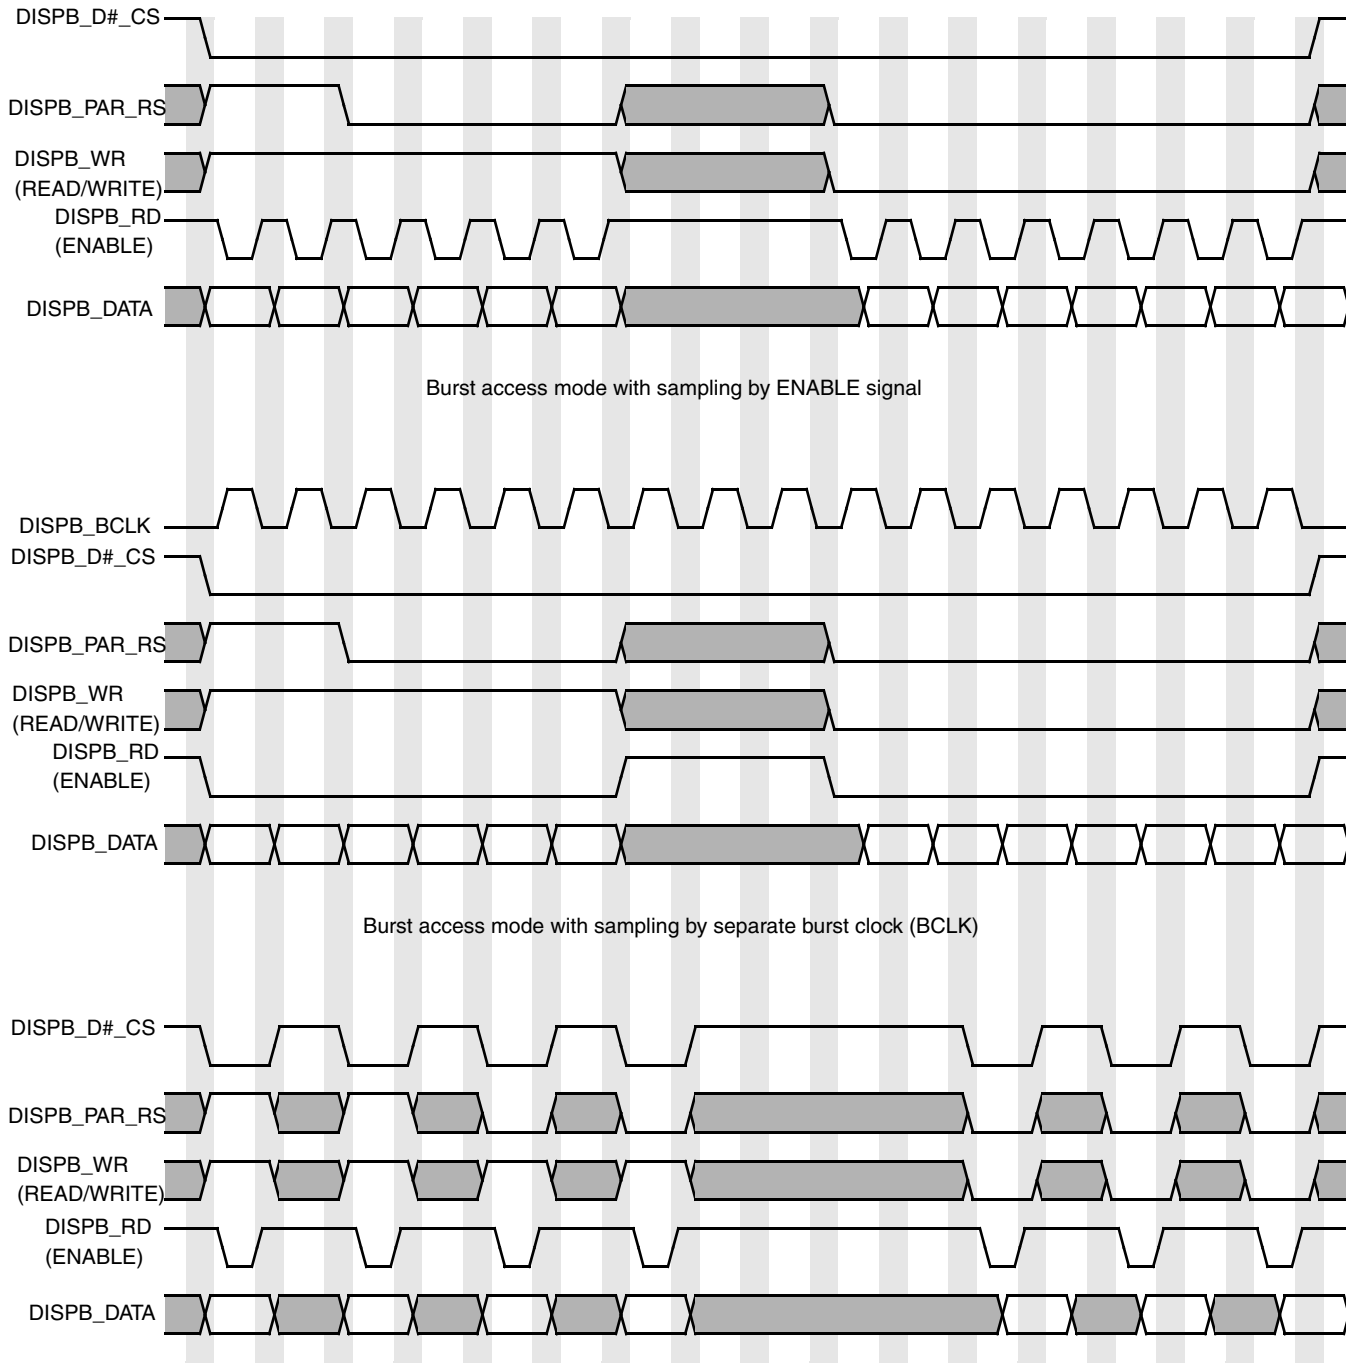 DISPB_D#_CS
DISPB_PAR_RS
DISPB_WR
(READ/WRITE)
DISPB_RD
(ENABLE)
DISPB_DATA
Burst access mode with sampling by ENABLE signal
DISPB_BCLK
DISPB_D#_CS
DISPB_PAR_RS
DISPB_WR
(READ/WRITE)
DISPB_RD
(ENABLE)
DISPB_DATA
Burst access mode with sampling by separate burst clock (BCLK)
DISPB_D#_CS
DISPB_PAR_RS
DISPB_WR
(READ/WRITE)
DISPB_RD
(ENABLE)
DISPB_DATA